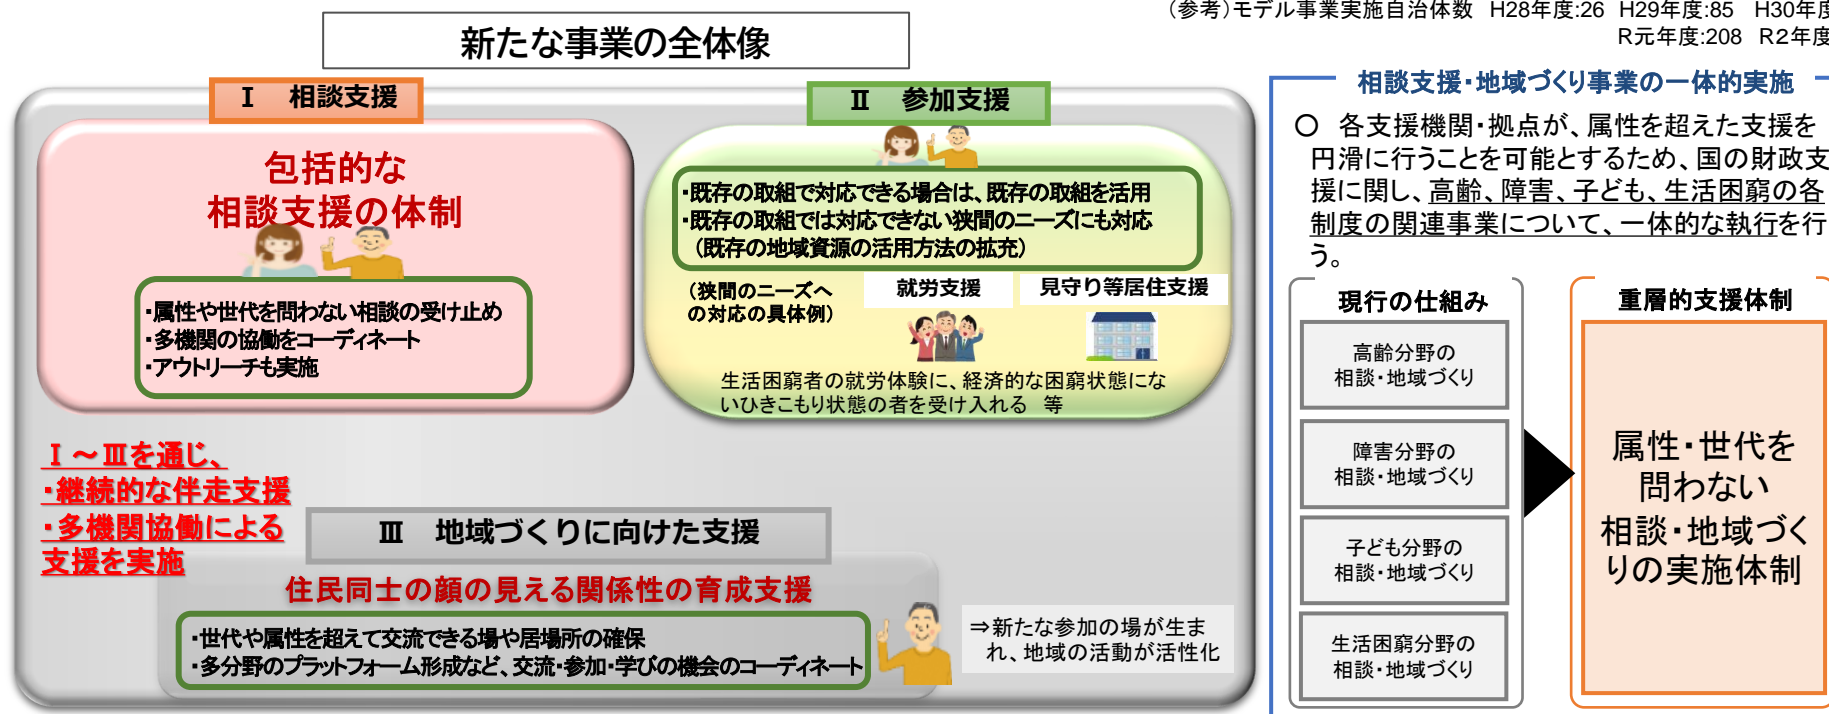 （参考）モデル事業実施自治体数 H28年度:26 H29年度:85 H30年度
R元年度:208 R2年度
新たな事業の全体像
Ⅰ 相談支援
包括的な
相談支援の体制
・属性や世代を問わない相談の受け止め
・多機関の協働をコーディネート
・アウトリーチも実施
Ⅱ 参加支援
・既存の取組で対応できる場合は、既存の取組を活用
・既存の取組では対応できない狭間のニーズにも対応
（既存の地域資源の活用方法の拡充）
（狭間のニーズへ
の対応の具体例）
就労支援
見守り等居住支援
生活困窮者の就労体験に、経済的な困窮状態にな
いひきこもり状態の者を受け入れる 等
Ⅰ～Ⅲを通じ、
・継続的な伴走支援
・多機関協働による
支援を実施
Ⅲ 地域づくりに向けた支援
住民同士の顔の見える関係性の育成支援
・世代や属性を超えて交流できる場や居場所の確保
・多分野のプラットフォーム形成など、交流・参加・学びの機会のコーディネート
⇒新たな参加の場が生ま
れ、地域の活動が活性化
相談支援・地域づくり事業の一体的実施
○ 各支援機関・拠点が、属性を超えた支援を
円滑に行うことを可能とするため、国の財政支
援に関し、高齢、障害、子ども、生活困窮の各
制度の関連事業について、一体的な執行を行
う。
現行の仕組み
高齢分野の
相談・地域づくり
障害分野の
相談・地域づくり
子ども分野の
相談・地域づくり
生活困窮分野の
相談・地域づくり
重層的支援体制
属性・世代を
問わない
相談・地域づく
りの実施体制